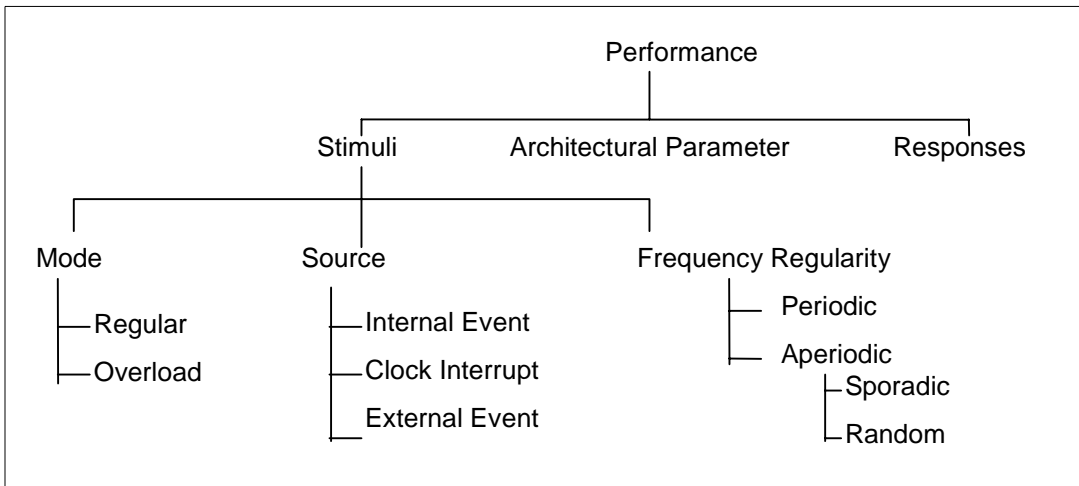 Performance
Stimuli
Architectural Parameter
Responses
Mode
Source
Frequency Regularity
Regular
Overload
Internal Event
Clock Interrupt
External Event
Periodic
Aperiodic
Sporadic
Random